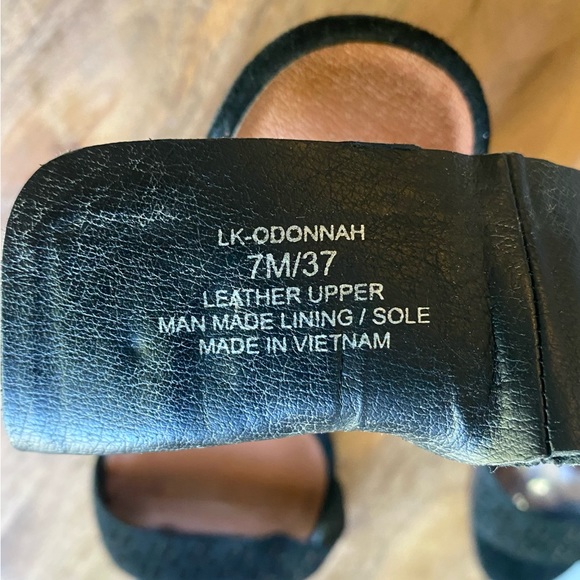 LK-ODONNAH
7M/37
LEATHER UPPER
MAN MADE LINING / SOLE
MADE IN VIETNAM